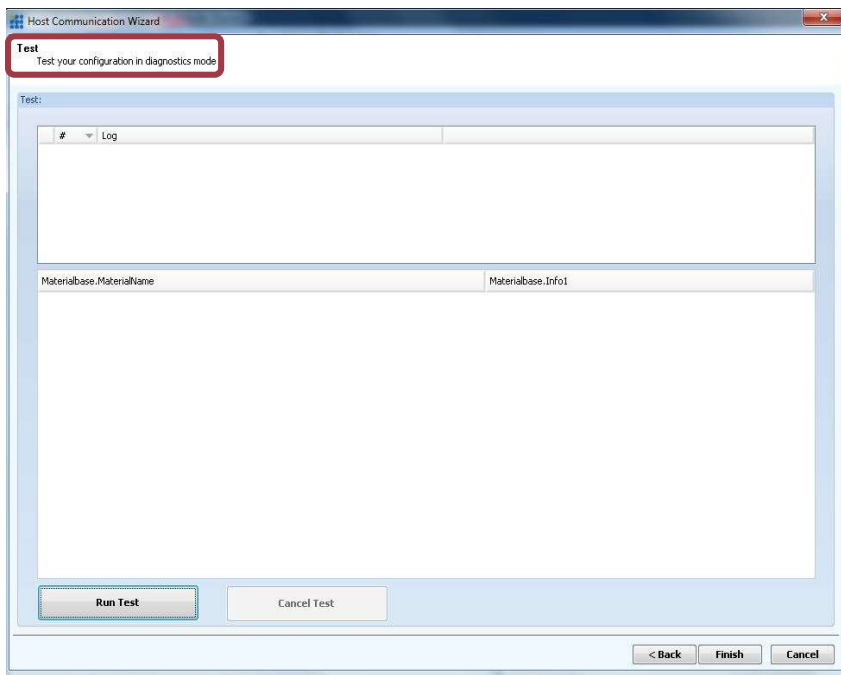 Host Communication Wizard
Test
Test your configuration in diagnostics mode
Test:
# Log
Materialbase.MaterialName Materialbase.Info1
Run Test Cancel Test
< Back Finish Cancel